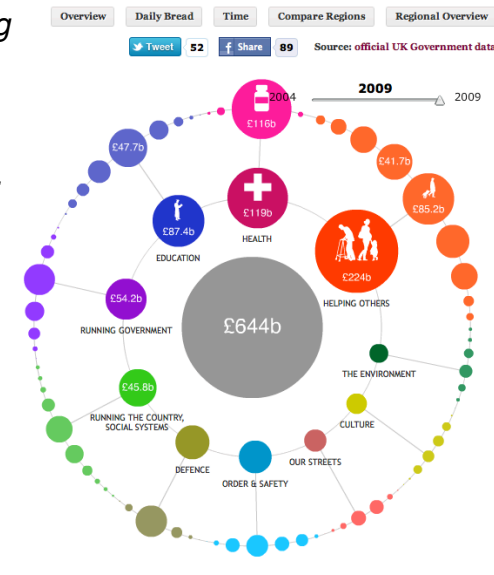 g
Overview
Daily Bread
Time
Compare Regions
Regional Overview
Tweet 52
Share 89
Source: official UK Government data
2004
2009
2009
£116b
£47.7b
£41.7b
£85.2b
£119b
HEALTH
£87.4b
EDUCATION
£224b
HELPING OTHERS
£54.2b
RUNNING GOVERNMENT
£644b
THE ENVIRONMENT
£45.8b
RUNNING THE COUNTRY,
SOCIAL SYSTEMS
CULTURE
OUR STREETS
DEFENCE
ORDER & SAFETY